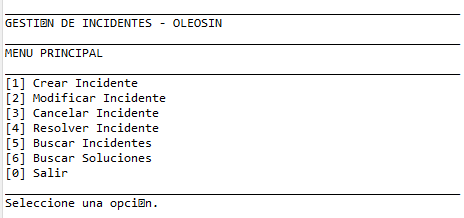 GESTI�N DE INCIDENTES - OLEOSIN
MENU PRINCIPAL
[1] Crear Incidente
[2] Modificar Incidente
[3] Cancelar Incidente
[4] Resolver Incidente
[5] Buscar Incidentes
[6] Buscar Soluciones
[0] Salir
Seleccione una opci�n.